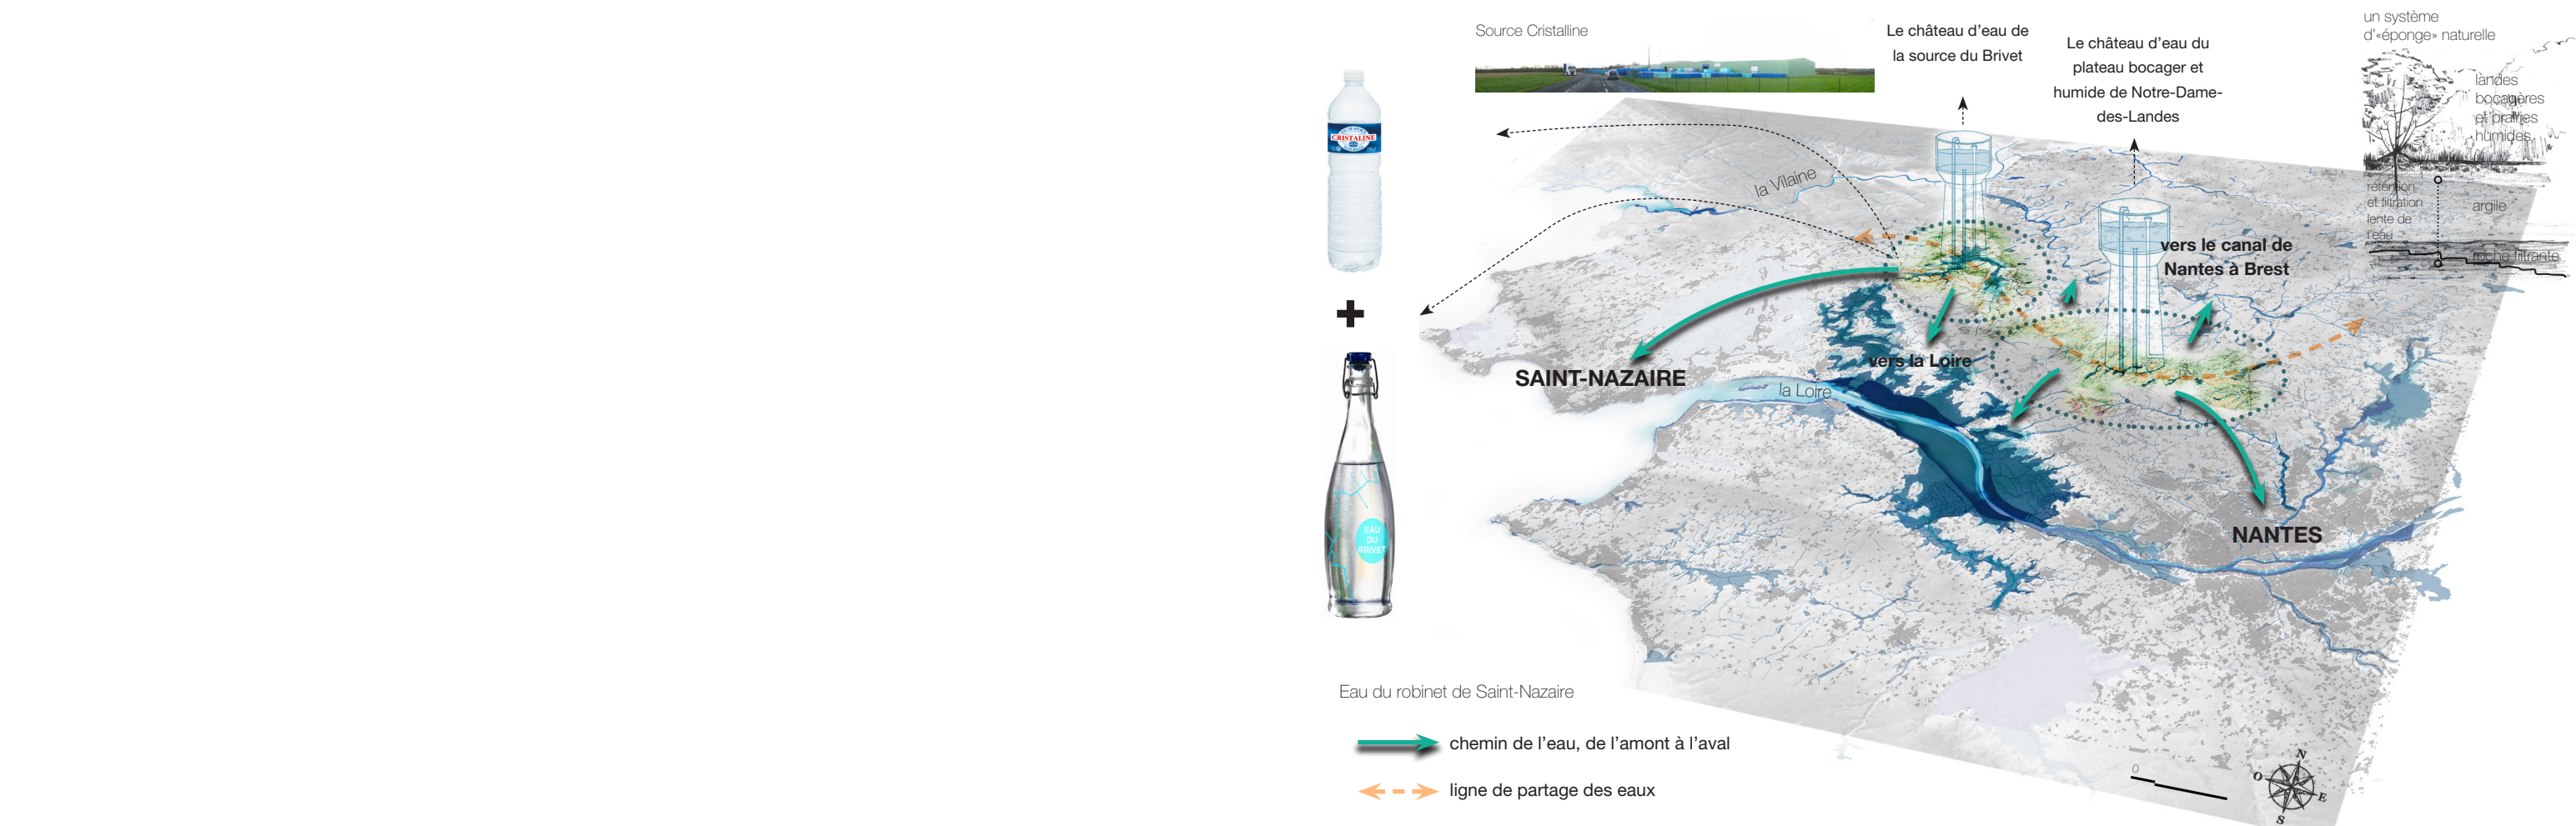 Source Cristalline
Le château d'eau de
la source du Brivet
Le château d'eau du
plateau bocager et
humide de Notre-Dame-
des-Landes
un système
d'«éponge» naturelle
landes
bocagères
et prairies
humides
rétention
et filtration
lente de
l'eau
argile
roche filtrante
CRISTALINE
la Vilaine
vers le canal de
Nantes à Brest
vers la Loire
SAINT-NAZAIRE
la Loire
NANTES
EAU
DU
BRIVET
Eau du robinet de Saint-Nazaire
chemin de l'eau, de l'amont à l'aval
ligne de partage des eaux
0
N
O
E
S